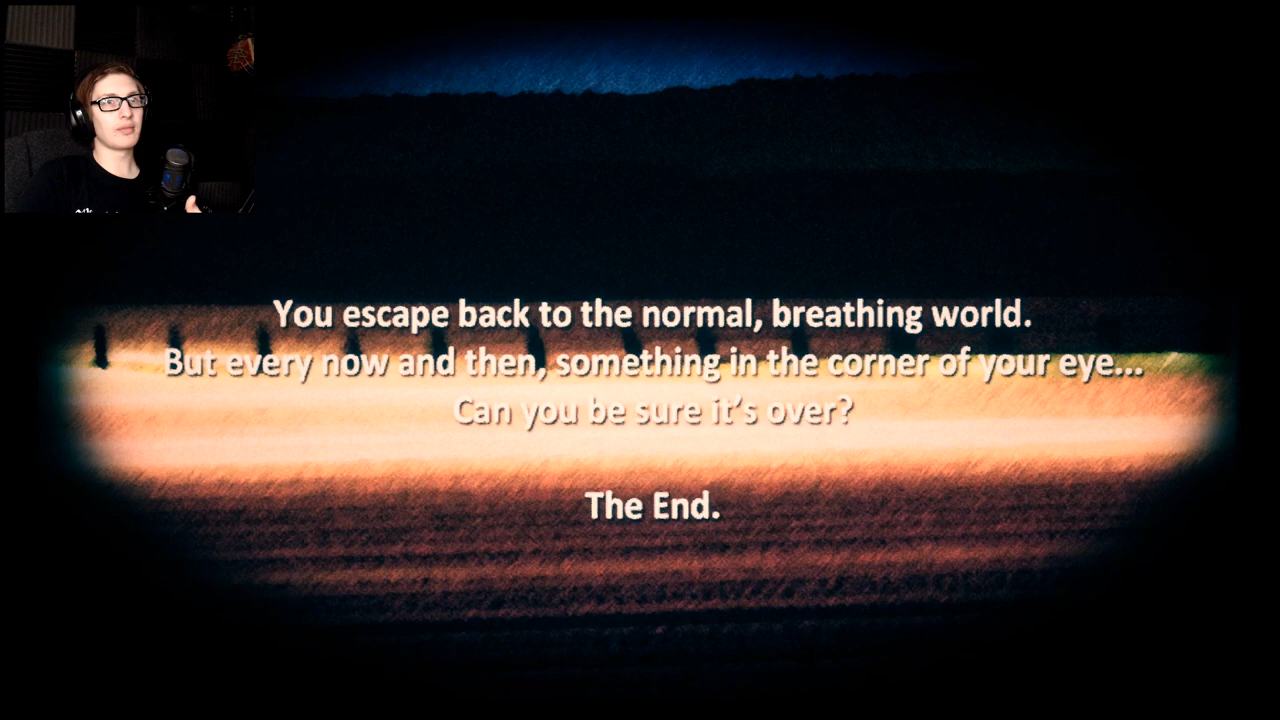 You escape back to the normal, breathing world.
But every now and then, something in the corner of your eye...
Can you be sure it's over?
The End.